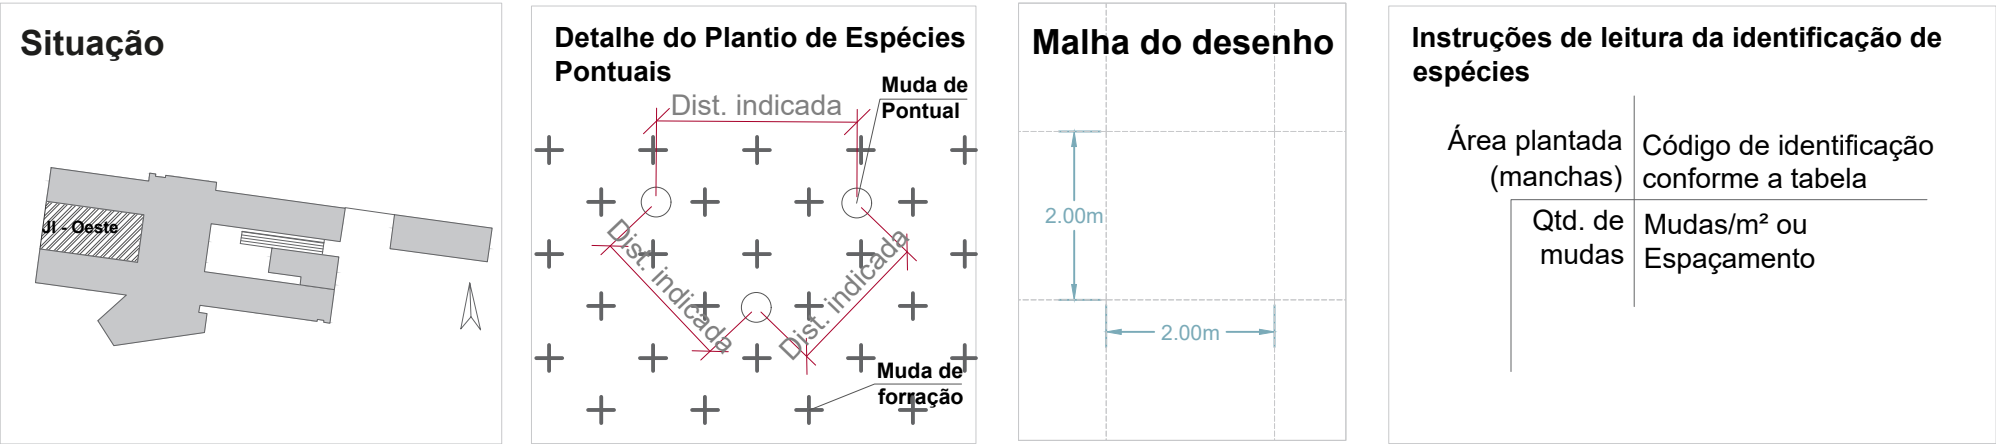 Situação
JI - Oeste
Detalhe do Plantio de Espécies
Pontuais
Muda de
Pontual
Dist. indicada
Dist. indicada
Dist. indicada
Muda de
forração
Malha do desenho
2.00m
2.00m
Instruções de leitura da identificação de
espécies
Área plantada
(manchas)
Código de identificação
conforme a tabela
Qtd. de
mudas
Mudas/m² ou
Espaçamento